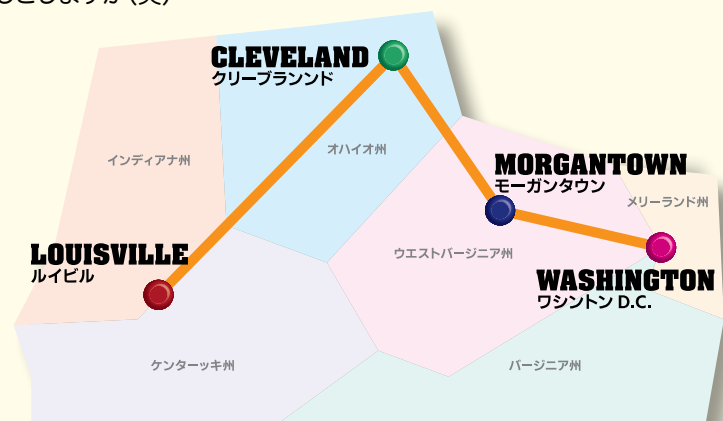 CLEVELAND
クリーブランンド
インディアナ州
オハイオ州
MORGANTOWN
モーガンタウン
メリーランド州
LOUISVILLE
ルイビル
ウエストバージニア州
WASHINGTON
ワシントン D.C.
ケンターッキ州
バージニア州